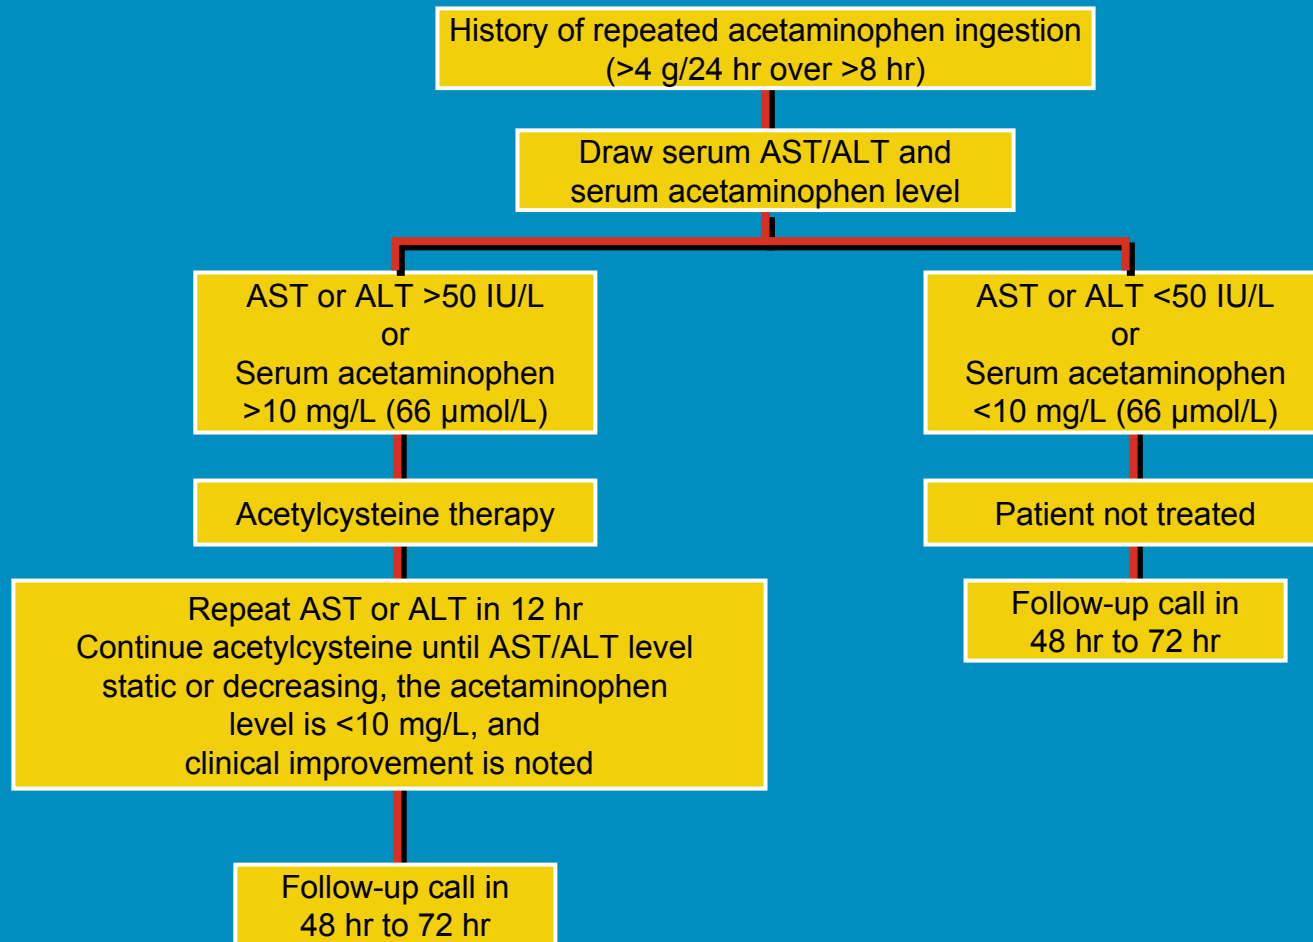 History of repeated acetaminophen ingestion
(>4 g/24 hr over >8 hr)
Draw serum AST/ALT and
serum acetaminophen level
AST or ALT >50 IU/L
or
Serum acetaminophen
>10 mg/L (66 µmol/L)
AST or ALT <50 IU/L
or
Serum acetaminophen
<10 mg/L (66 µmol/L)
Acetylcysteine therapy
Patient not treated
Repeat AST or ALT in 12 hr
Continue acetylcysteine until AST/ALT level
static or decreasing, the acetaminophen
level is <10 mg/L, and
clinical improvement is noted
Follow-up call in
48 hr to 72 hr
Follow-up call in
48 hr to 72 hr